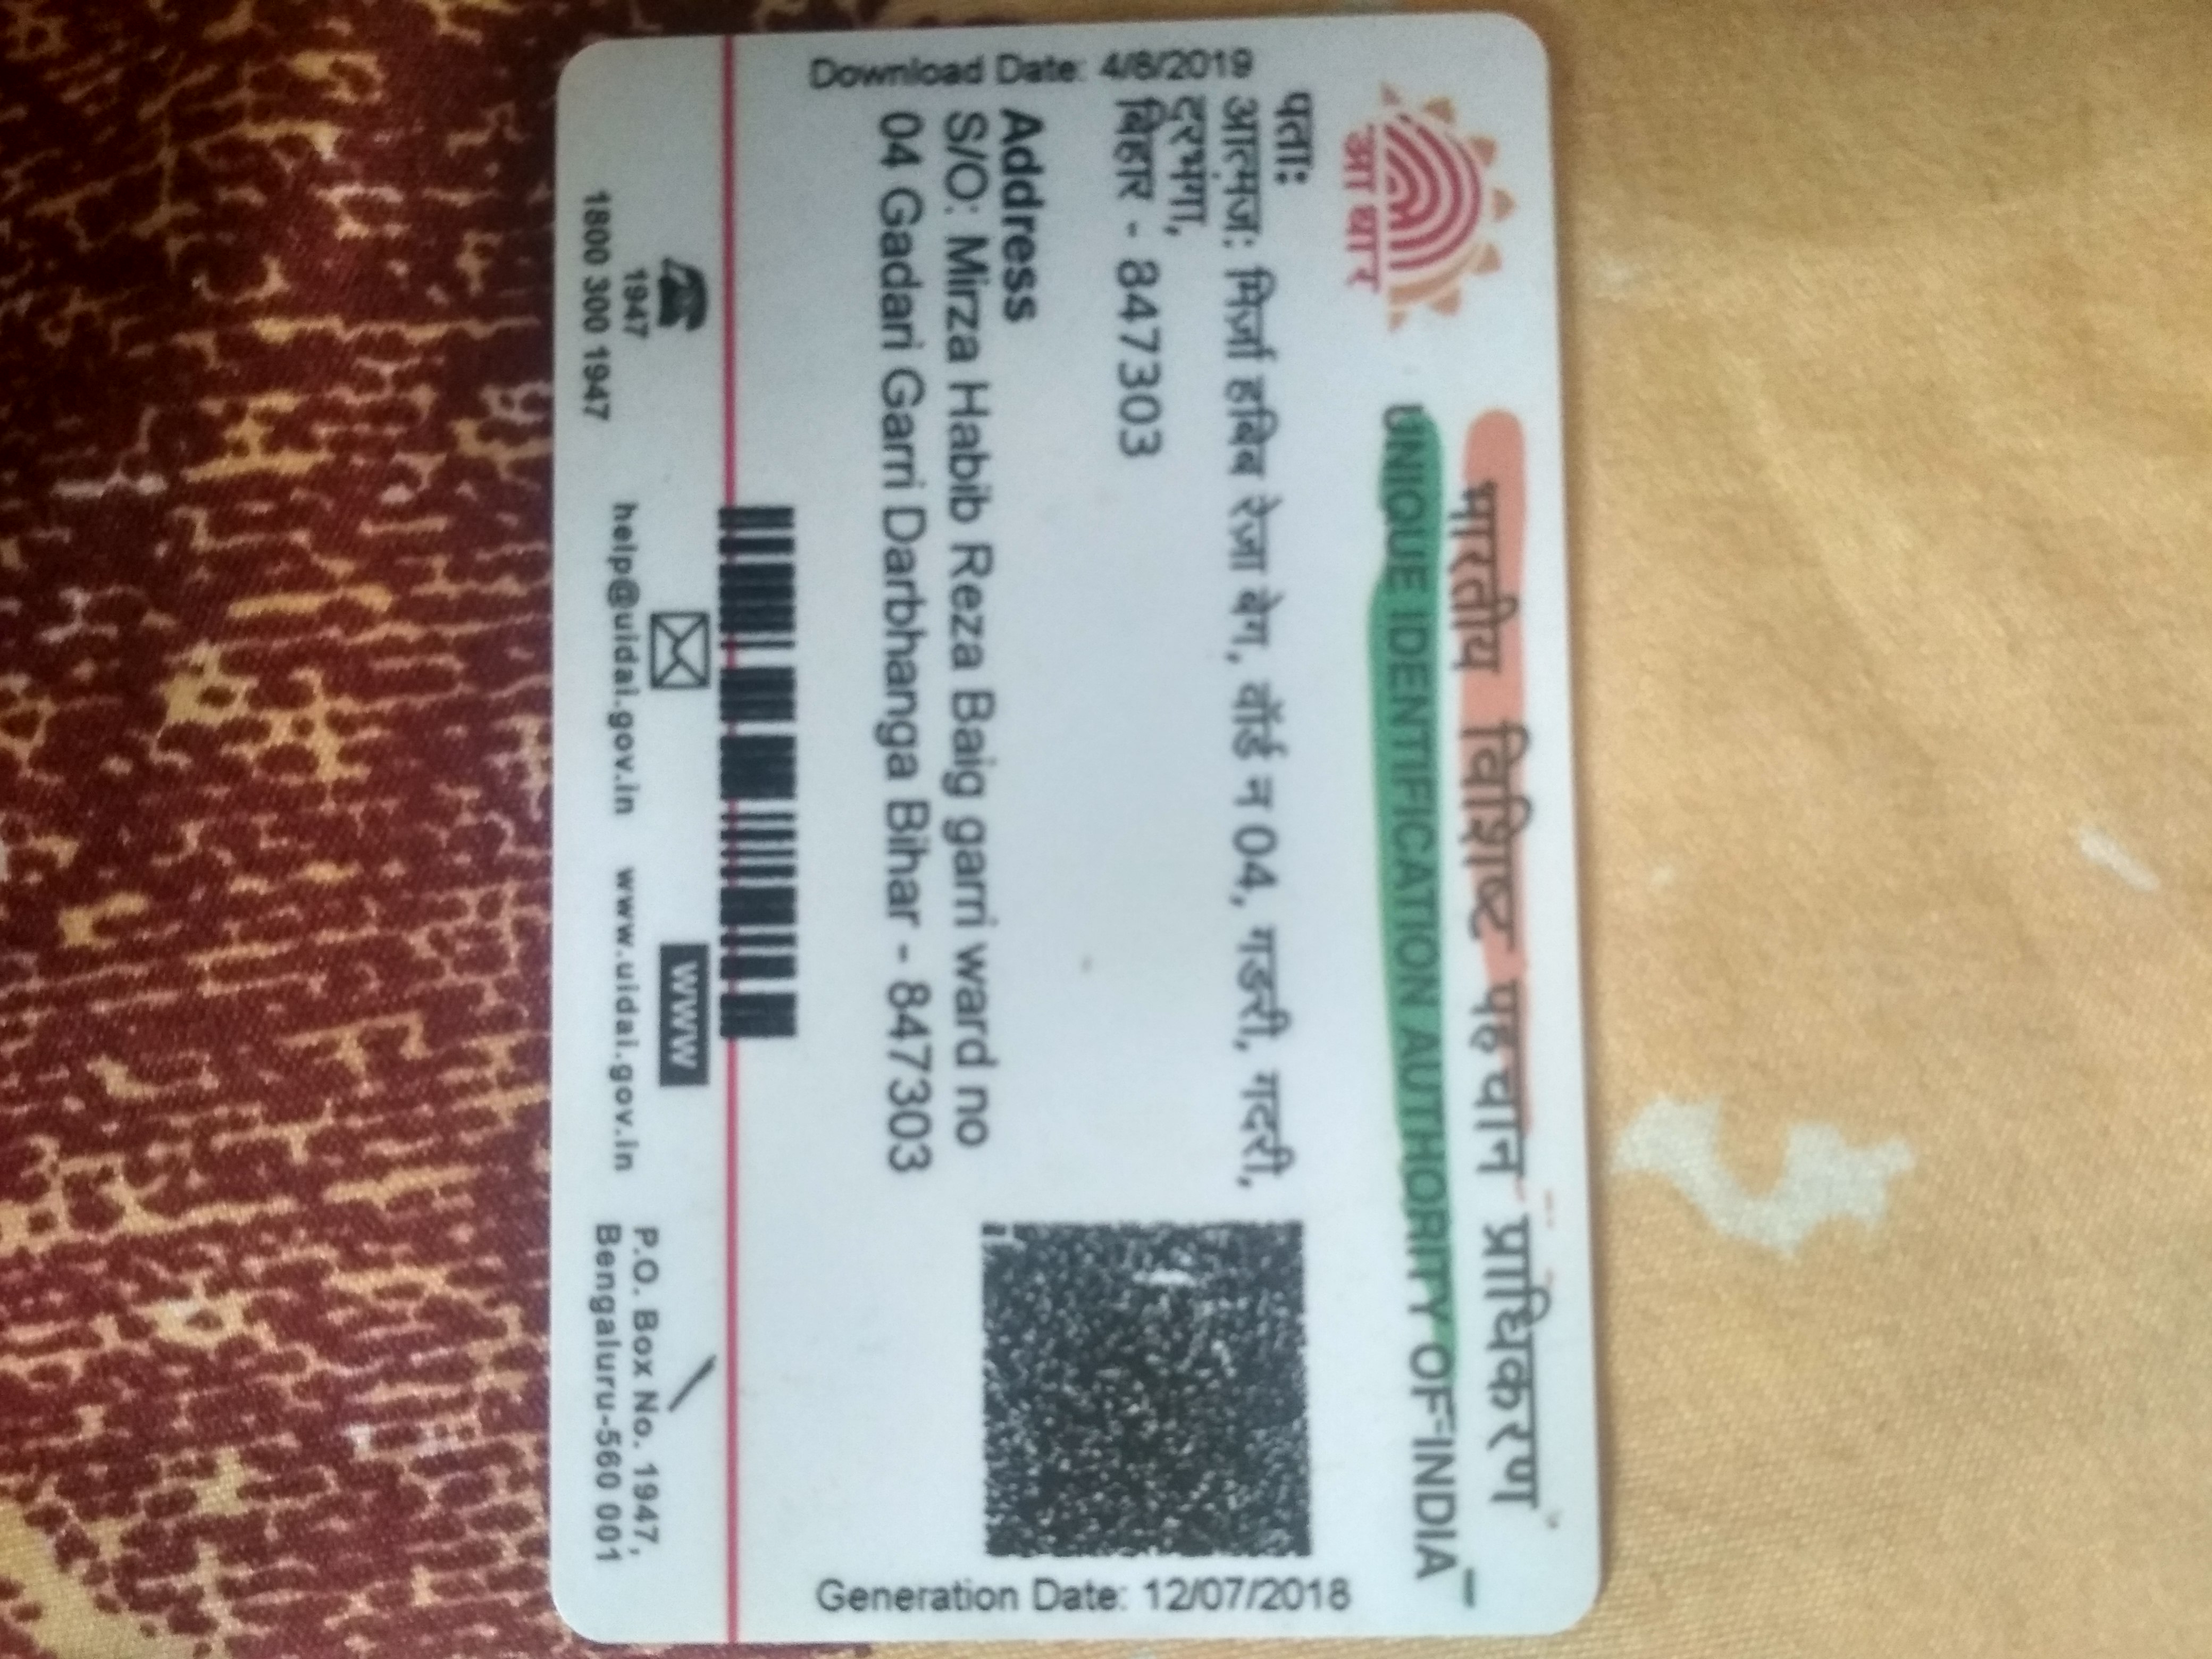 आधार
भारतीय विशिष्ट पहचान प्राधिकरण
UNIQUE IDENTIFICATION AUTHORITY OF INDIA
पताः
आत्मजः मिर्ज़ा हबिब रेज़ा बेग, वॉर्ड न 04, गडरी, गदरी,
दरभंगा,
बिहार - 847303
Address
S/O: Mirza Habib Reza Baig garri ward no
04 Gadari Garri Darbhanga Bihar - 847303
Download Date: 4/8/2019
Generation Date: 12/07/2018
1947
1800 300 1947
help@uidai.gov.in
WWW
www.uidai.gov.in
P.O. Box No. 1947,
Bengaluru-560 001